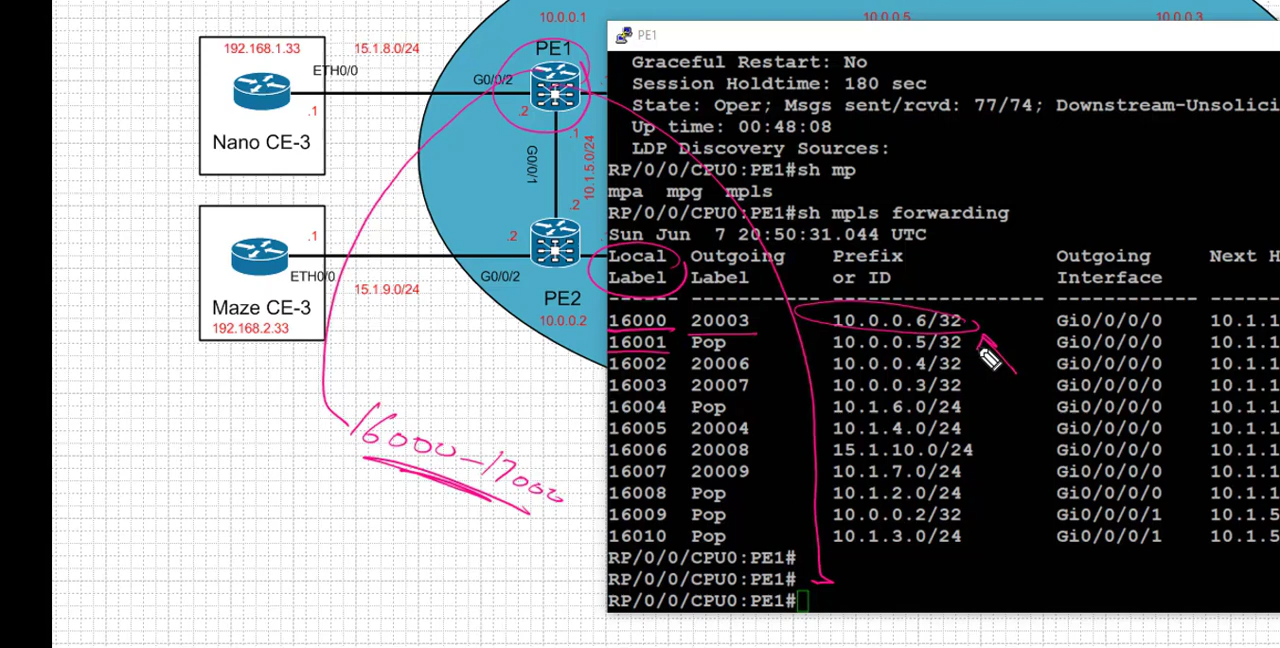 10.0.0.1
10.0.0.5
10.0.0.3
192.168.1.33
15.1.8.0/24
ETH0/0
.1
Nano CE-3
PE1
G0/0/2
.2
.1
G0/0/1
10.1.5.0/24
.2
.1
.2
ETH0/0
G0/0/2
15.1.9.0/24
Maze CE-3
192.168.2.33
PE2
10.0.0.2
16000-17000
PE1
Graceful Restart: No
Session Holdtime: 180 sec
State: Oper; Msgs sent/rcvd: 77/74; Downstream-Unsolici
Up time: 00:48:08
LDP Discovery Sources:
RP/0/0/CPU0:PE1#sh mp
mpa mpg mpls
RP/0/0/CPU0:PE1#sh mpls forwarding
Sun Jun 7 20:50:31.044 UTC
Local Outgoing Prefix Outgoing Next H
Label Label or ID Interface
------ ----------- ------------------ ------------ -----
16000 20003 10.0.0.6/32 Gi0/0/0/0 10.1.1
16001 Pop 10.0.0.5/32 Gi0/0/0/0 10.1.1
16002 20006 10.0.0.4/32 Gi0/0/0/0 10.1.1
16003 20007 10.0.0.3/32 Gi0/0/0/0 10.1.1
16004 Pop 10.1.6.0/24 Gi0/0/0/0 10.1.1
16005 20004 10.1.4.0/24 Gi0/0/0/0 10.1.1
16006 20008 15.1.10.0/24 Gi0/0/0/0 10.1.1
16007 20009 10.1.7.0/24 Gi0/0/0/0 10.1.1
16008 Pop 10.1.2.0/24 Gi0/0/0/0 10.1.1
16009 Pop 10.0.0.2/32 Gi0/0/0/1 10.1.5
16010 Pop 10.1.3.0/24 Gi0/0/0/1 10.1.5
RP/0/0/CPU0:PE1#
RP/0/0/CPU0:PE1#
RP/0/0/CPU0:PE1#